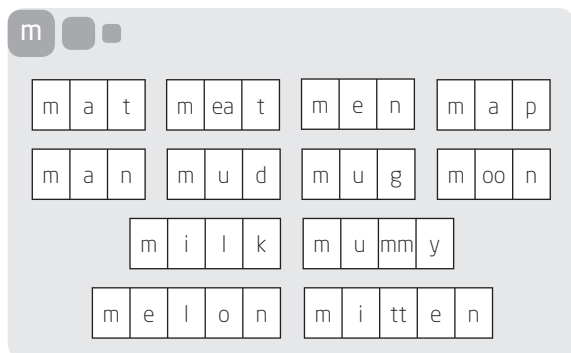 m
m a t m ea t m e n m a p
m a n m u d m u g m oo n
m i l k m u mm y
m e l o n m i tt e n